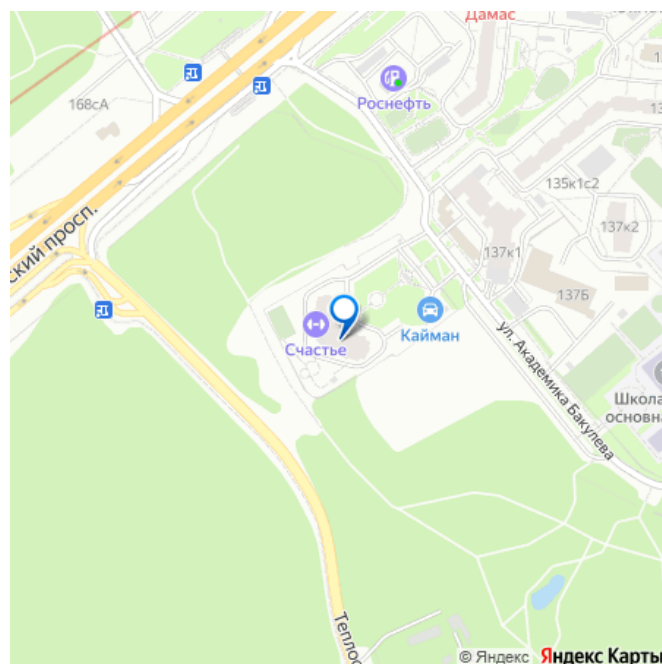 Дамас
168сА
Роснефть
135к1с2
137к2
ский просп.
137к1
137Б
Кайман
Счастье
ул. Академика Бакулева
Школа
основна
Теплос
© Яндекс Яндекс Карты